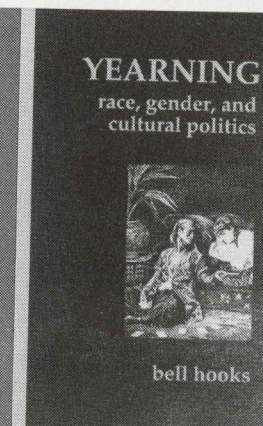 YEARNING
race, gender, and
cultural politics
bell hooks